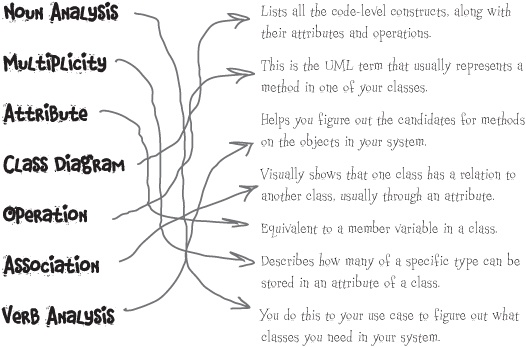 Noun Analysis
Multiplicity
Attribute
Class Diagram
Operation
Association
Verb Analysis
Lists all the code-level constructs, along with
their attributes and operations.
This is the UML term that usually represents a
method in one of your classes.
Helps you figure out the candidates for methods
on the objects in your system.
Visually shows that one class has a relation to
another class, usually through an attribute.
Equivalent to a member variable in a class.
Describes how many of a specific type can be
stored in an attribute of a class.
You do this to your use case to figure out what
classes you need in your system.